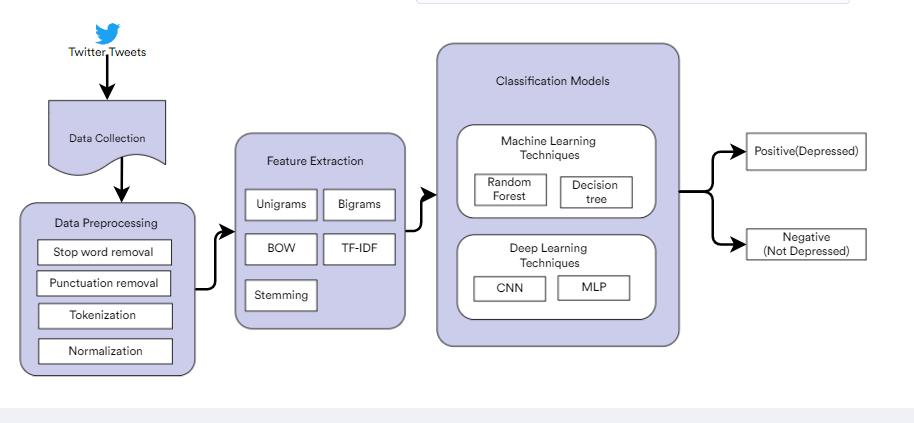 Twitter Tweets
Data Collection
Data Preprocessing
Stop word removal
Punctuation removal
Tokenization
Normalization
Feature Extraction
Unigrams
Bigrams
BOW
TF-IDF
Stemming
Classification Models
Machine Learning
Techniques
Random
Forest
Decision
tree
Deep Learning
Techniques
CNN
MLP
Positive(Depressed)
Negative
(Not Depressed)